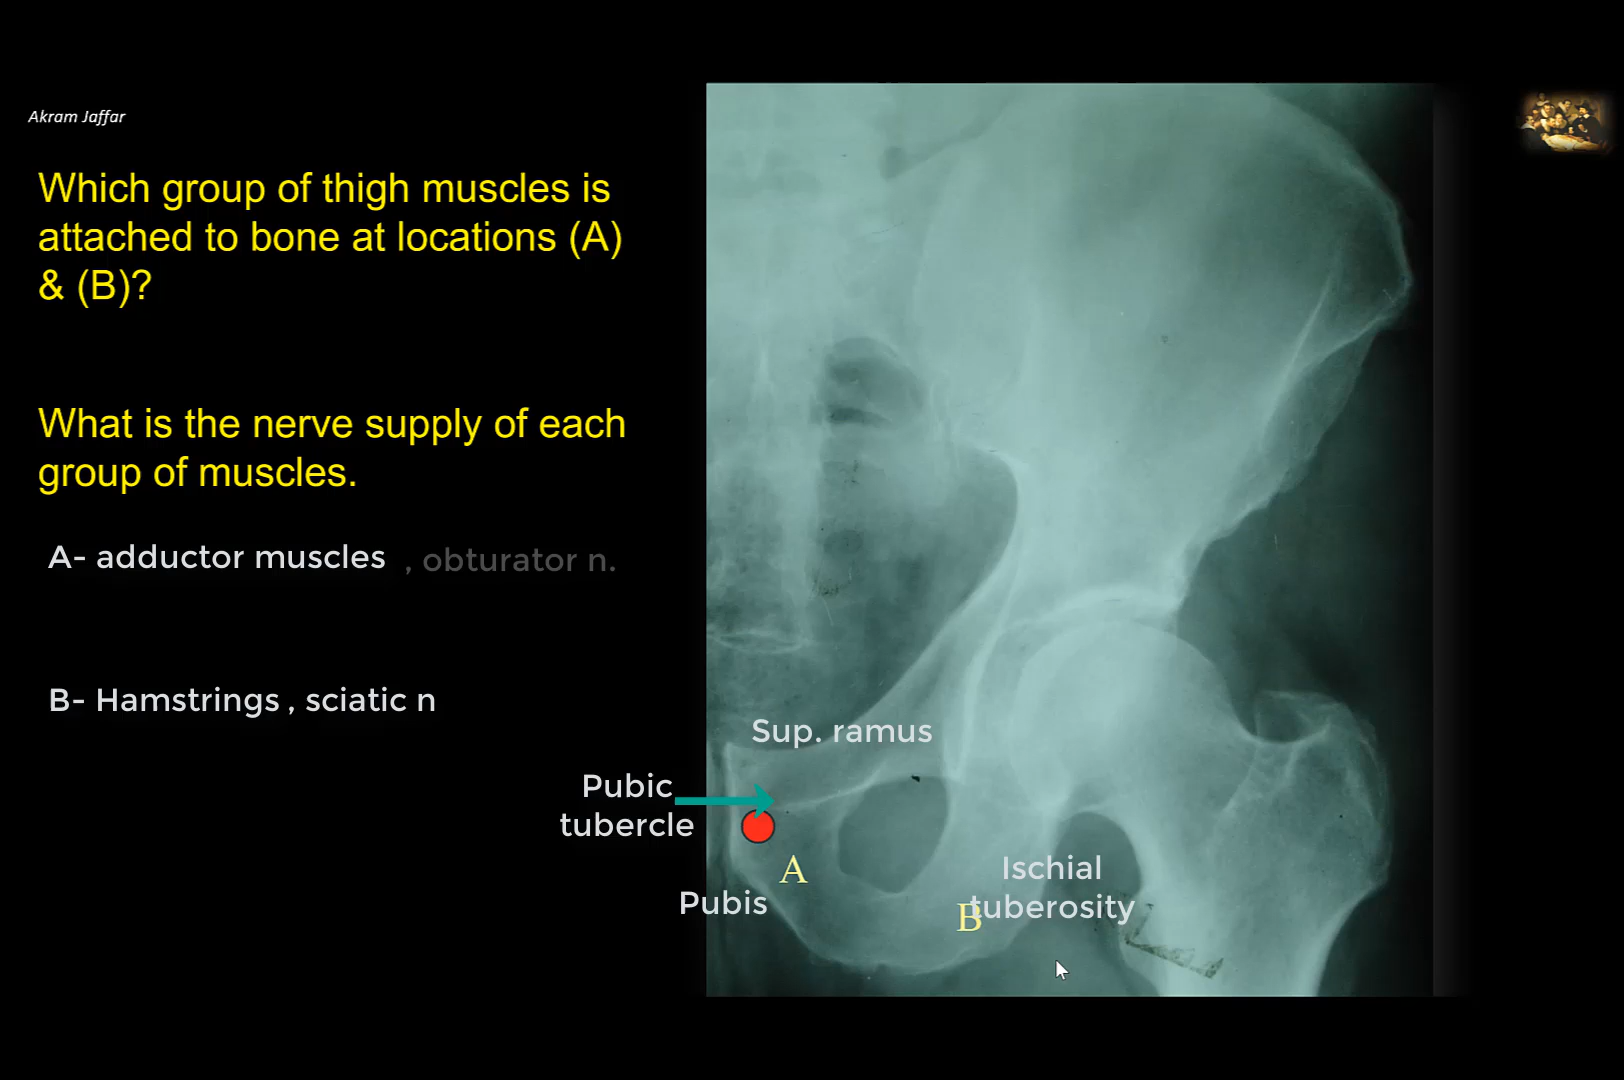 Akram Jaffar
Which group of thigh muscles is
attached to bone at locations (A)
& (B)?
What is the nerve supply of each
group of muscles.
A- adductor muscles , obturator n.
B- Hamstrings , sciatic n
Sup. ramus
Pubic
tubercle
A
Pubis
Ischial
tuberosity
B